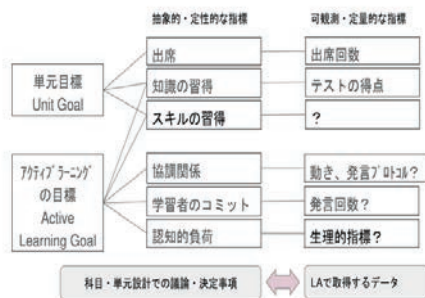 抽象的・定性的な指標
可観測・定量的な指標
単元目標
Unit Goal
出席
出席回数
知識の習得
テストの得点
スキルの習得
?
アクティブラーニング
の目標
Active
Learning Goal
協調関係
動き、発言プロトコル?
学習者のコミット
発言回数?
認知的負荷
生理的指標?
科目・単元設計での議論・決定事項
LAで取得するデータ